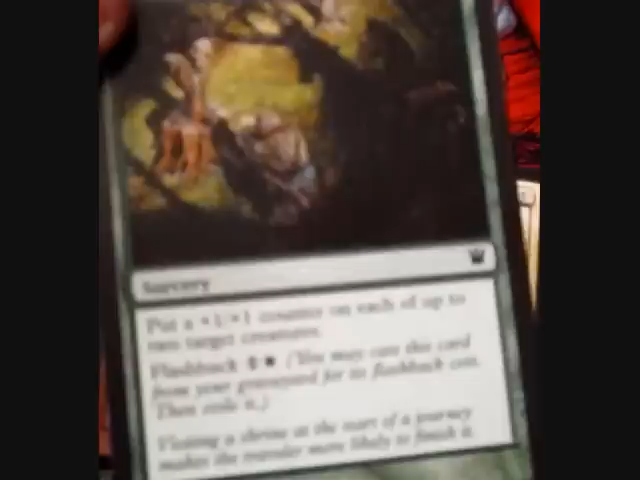 Sorcery
Put a +1/+1 counter on each of up to
two target creatures.
Flashback (You may cast this card
from your graveyard for its flashback cost.
Then exile it.)
Visiting a shrine at the start of a journey
makes the traveler more likely to finish it.